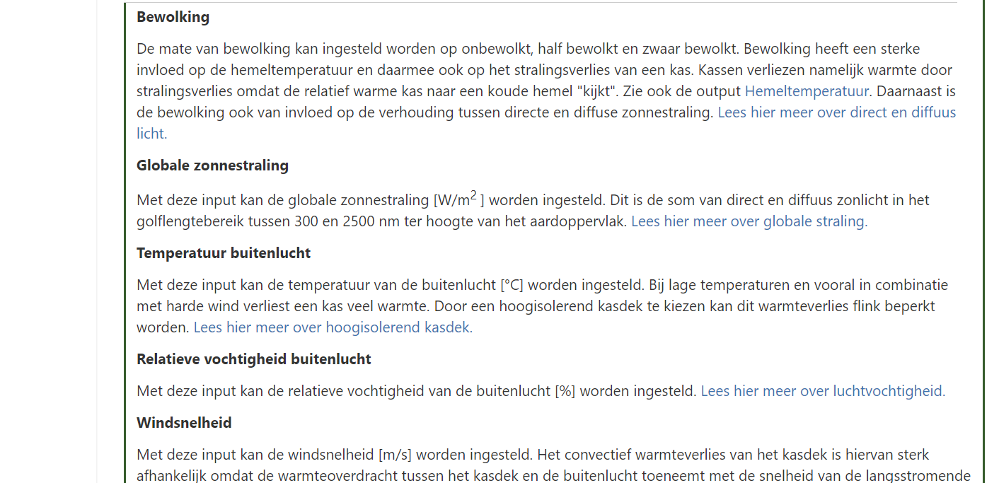 Bewolking
De mate van bewolking kan ingesteld worden op onbewolkt, half bewolkt en zwaar bewolkt. Bewolking heeft een sterke
invloed op de hemeltemperatuur en daarmee ook op het stralingsverlies van een kas. Kassen verliezen namelijk warmte door
stralingsverlies omdat de relatief warme kas naar een koude hemel "kijkt". Zie ook de output Hemeltemperatuur. Daarnaast is
de bewolking ook van invloed op de verhouding tussen directe en diffuse zonnestraling. Lees hier meer over direct en diffuus
licht.
Globale zonnestraling
Met deze input kan de globale zonnestraling [W/m² ] worden ingesteld. Dit is de som van direct en diffuus zonlicht in het
golflengtebereik tussen 300 en 2500 nm ter hoogte van het aardoppervlak. Lees hier meer over globale straling.
Temperatuur buitenlucht
Met deze input kan de temperatuur van de buitenlucht [°C] worden ingesteld. Bij lage temperaturen en vooral in combinatie
met harde wind verliest een kas veel warmte. Door een hoogisolerend kasdek te kiezen kan dit warmteverlies flink beperkt
worden. Lees hier meer over hoogisolerend kasdek.
Relatieve vochtigheid buitenlucht
Met deze input kan de relatieve vochtigheid van de buitenlucht [%] worden ingesteld. Lees hier meer over luchtvochtigheid.
Windsnelheid
Met deze input kan de windsnelheid [m/s] worden ingesteld. Het convectief warmteverlies van het kasdek is hiervan sterk
afhankelijk omdat de warmteoverdracht tussen het kasdek en de buitenlucht toeneemt met de snelheid van de langsstromende